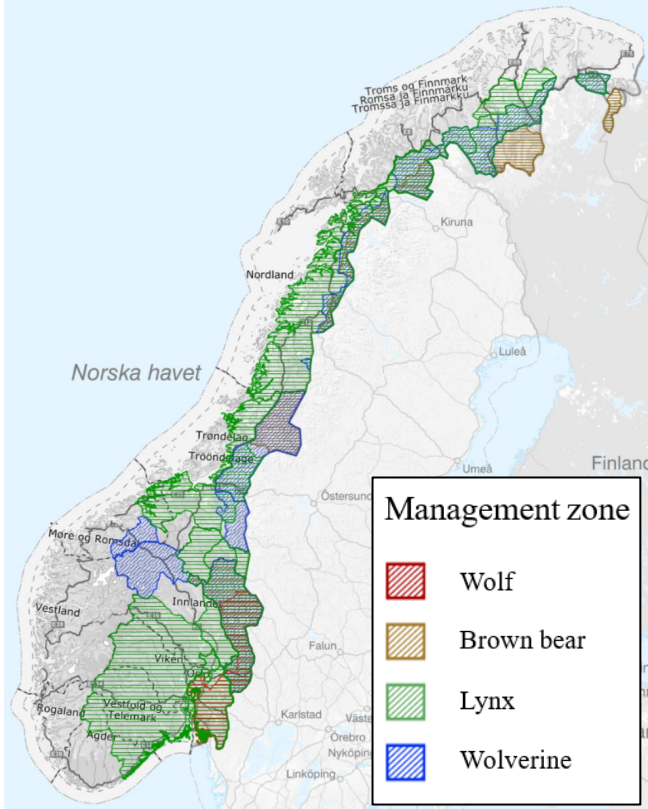 Troms og Finnmark
Romsa ja Finnmárku
Tromssa ja Finmarkku
Kiruna
Nordland
Luleå
Norska havet
Trøndelag
Trööndelage
Umeå
Finland
Östersund
Møre og Romsdal
Vestland
Innlandet
Falun
Viken
Oslo
Vestfold og
Telemark
Rogaland
Agder
Karlstad
Väste
Örebro
Nyköping
Linköping
Management zone
Wolf
Brown bear
Lynx
Wolverine